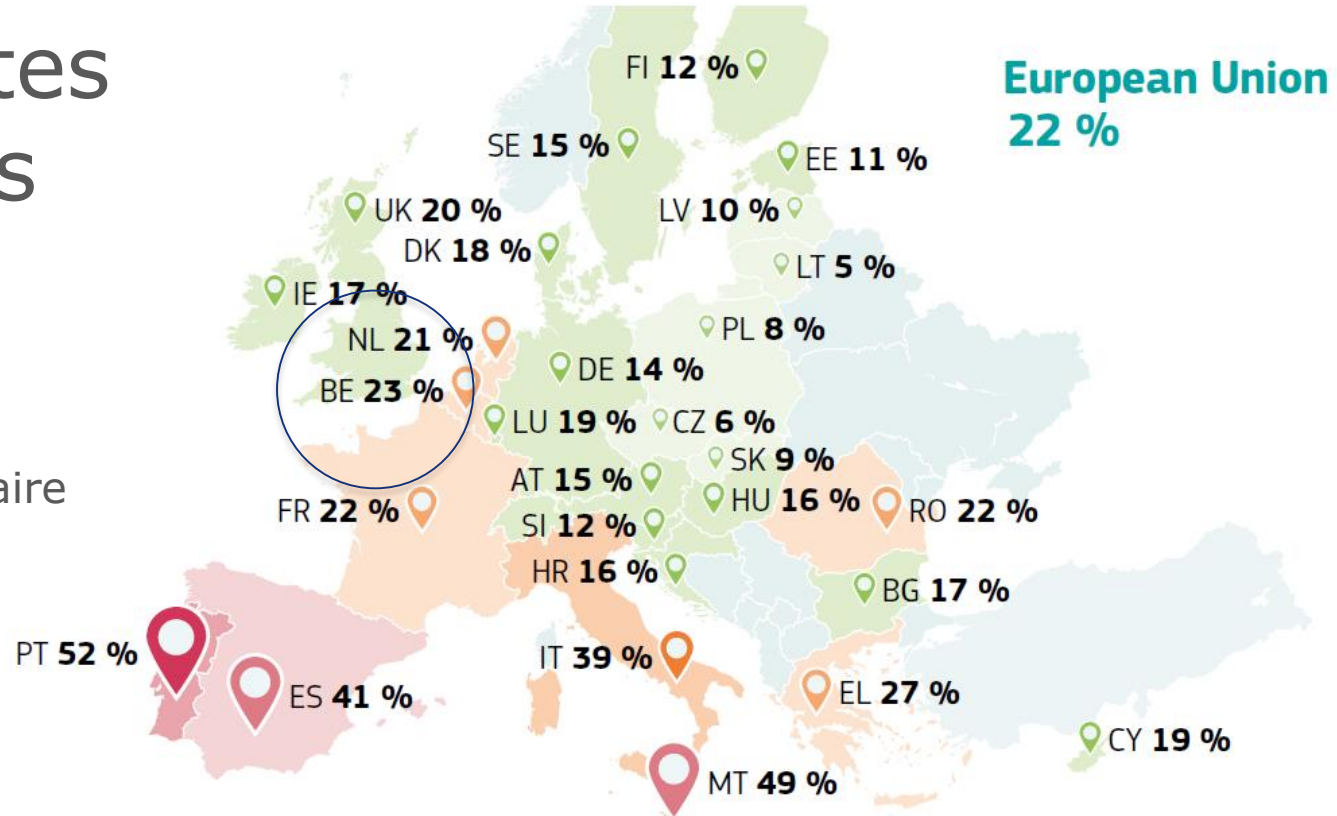 tes
s
aire
European Union
22 %
FI 12 %
SE 15 %
EE 11 %
UK 20 %
LV 10 %
DK 18 %
LT 5 %
IE 17 %
PL 8 %
NL 21 %
DE 14 %
BE 23 %
LU 19 %
CZ 6 %
SK 9 %
AT 15 %
HU 16 %
FR 22 %
RO 22 %
SI 12 %
HR 16 %
BG 17 %
PT 52 %
IT 39 %
ES 41 %
EL 27 %
CY 19 %
MT 49 %